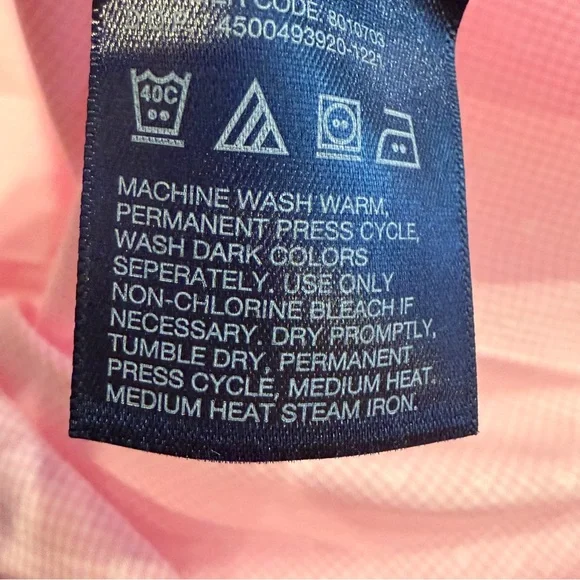 CODE: 8010703
4500493920-1221
40C
MACHINE WASH WARM,
PERMANENT PRESS CYCLE,
WASH DARK COLORS
SEPERATELY, USE ONLY
NON-CHLORINE BLEACH IF
NECESSARY. DRY PROMPTLY,
TUMBLE DRY, PERMANENT
PRESS CYCLE, MEDIUM HEAT.
MEDIUM HEAT STEAM IRON.